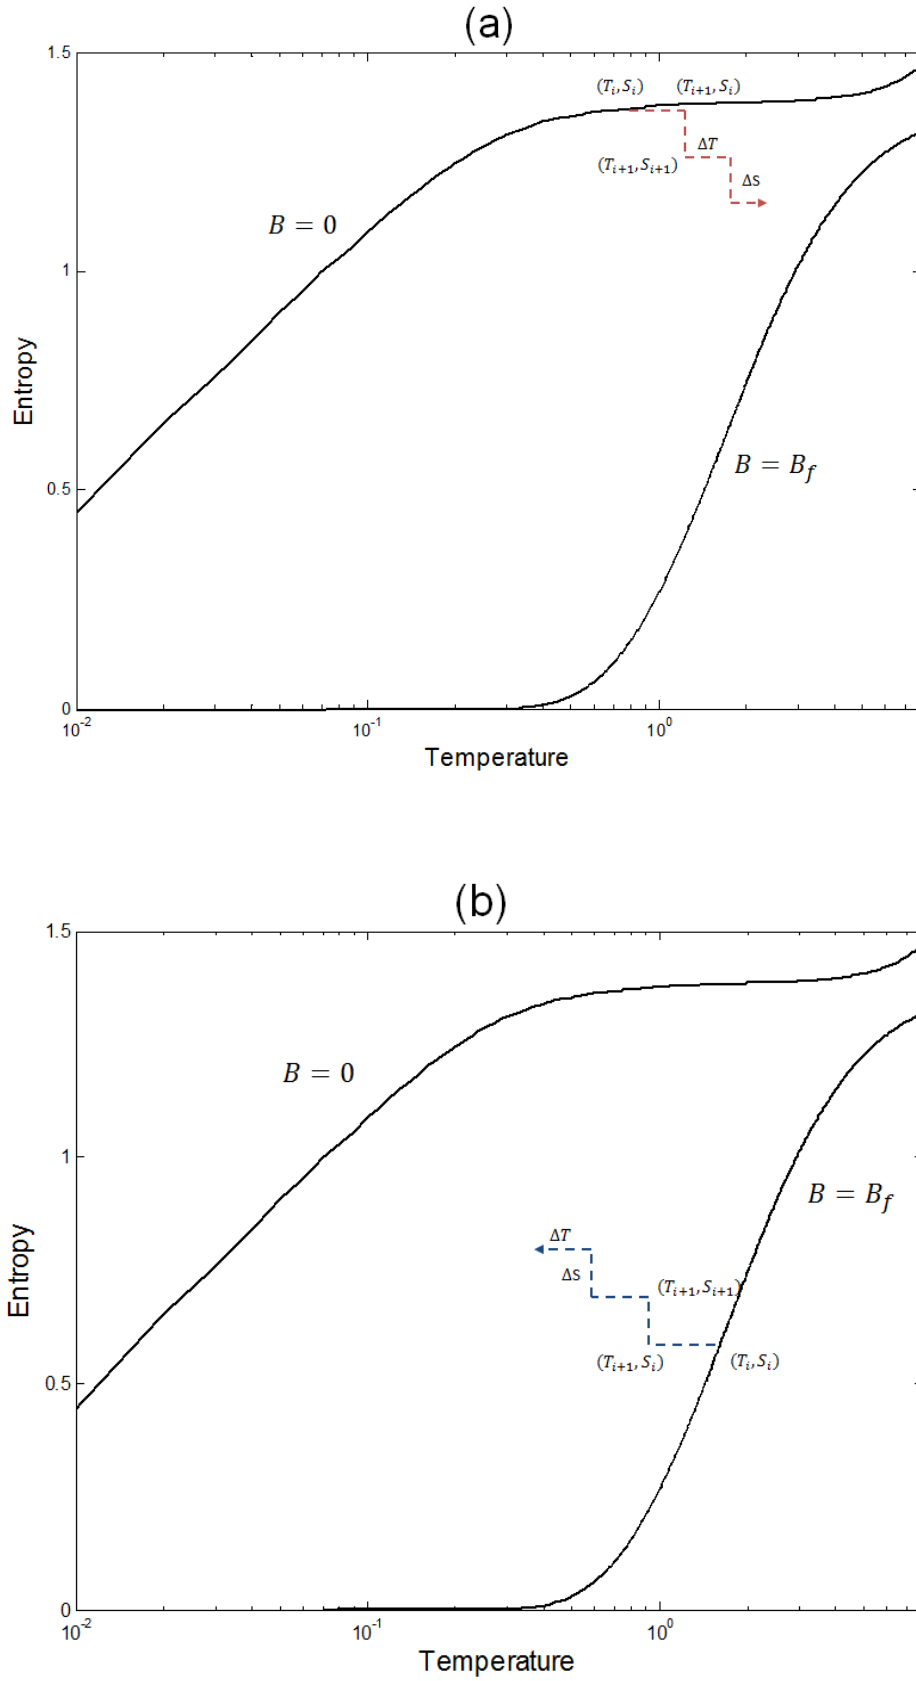 (a)
1.5
(T_i, S_i) (T_{i+1}, S_i)
ΔT
(T_{i+1}, S_{i+1})
ΔS
B = 0
1
Entropy
B = B_f
0.5
0
10^{-2} 10^{-1} 10^{0}
Temperature
(b)
1.5
B = 0
1
B = B_f
ΔT
Entropy
ΔS
(T_{i+1}, S_{i+1})
(T_{i+1}, S_i) (T_i, S_i)
0.5
0
10^{-2} 10^{-1} 10^{0}
Temperature